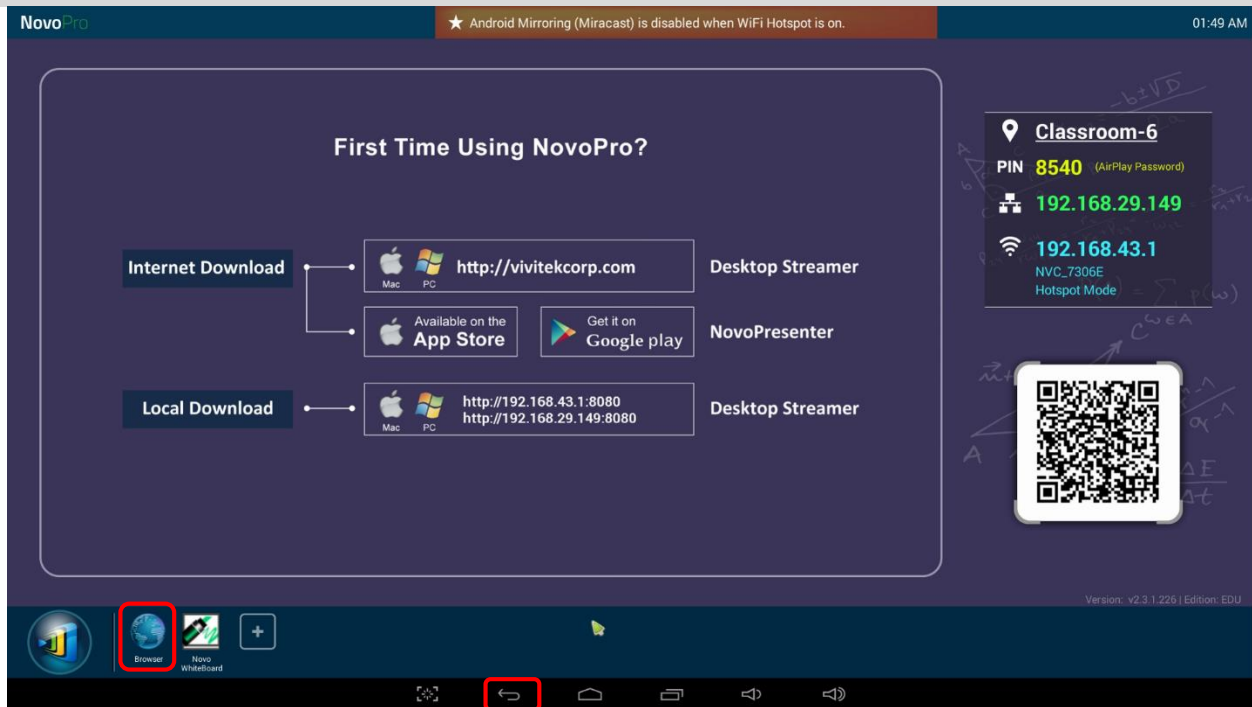 NovoPro
★ Android Mirroring (Miracast) is disabled when WiFi Hotspot is on.
01:49 AM
First Time Using NovoPro?
Internet Download
Mac PC
http://vivitekcorp.com
Desktop Streamer
Available on the
App Store
Get it on
Google play
NovoPresenter
Local Download
Mac PC
http://192.168.43.1:8080
http://192.168.29.149:8080
Desktop Streamer
Classroom-6
PIN 8540 (AirPlay Password)
192.168.29.149
192.168.43.1
NVC_7306E
Hotspot Mode
Version: v2.3.1.226 | Edition: EDU
Browser
Novo
WhiteBoard